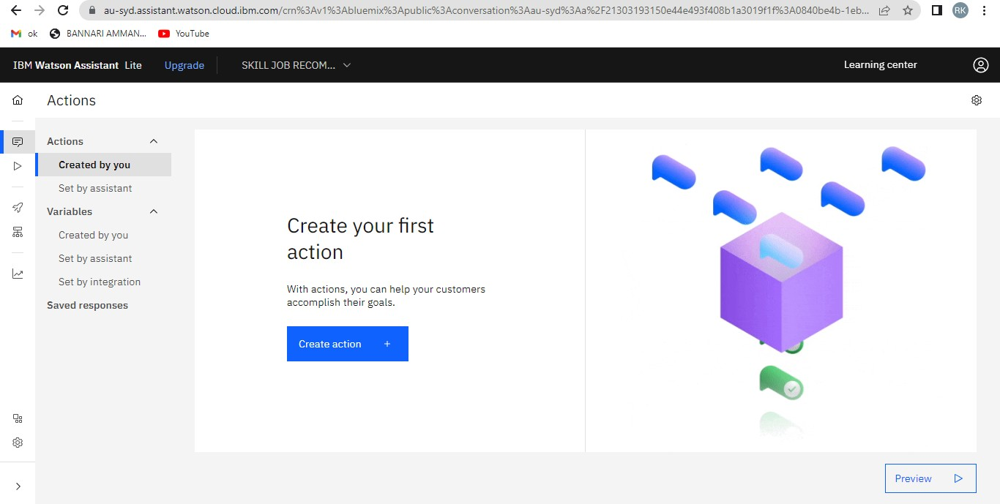 au-syd.assistant.watson.cloud.ibm.com/crn%3Av1%3Abluemix%3Apublic%3Aconversation%3Aau-syd%3Aa%2F21303193150e44e493f408b1a3019f1f%3A0840be4b-1eb...
RK
ok
BANNARI AMMAN...
YouTube
IBM Watson Assistant Lite
Upgrade
SKILL JOB RECOM...
Learning center
Actions
Actions
Created by you
Set by assistant
Variables
Created by you
Set by assistant
Set by integration
Saved responses
Create your first
action
With actions, you can help your customers
accomplish their goals.
Create action +
Preview